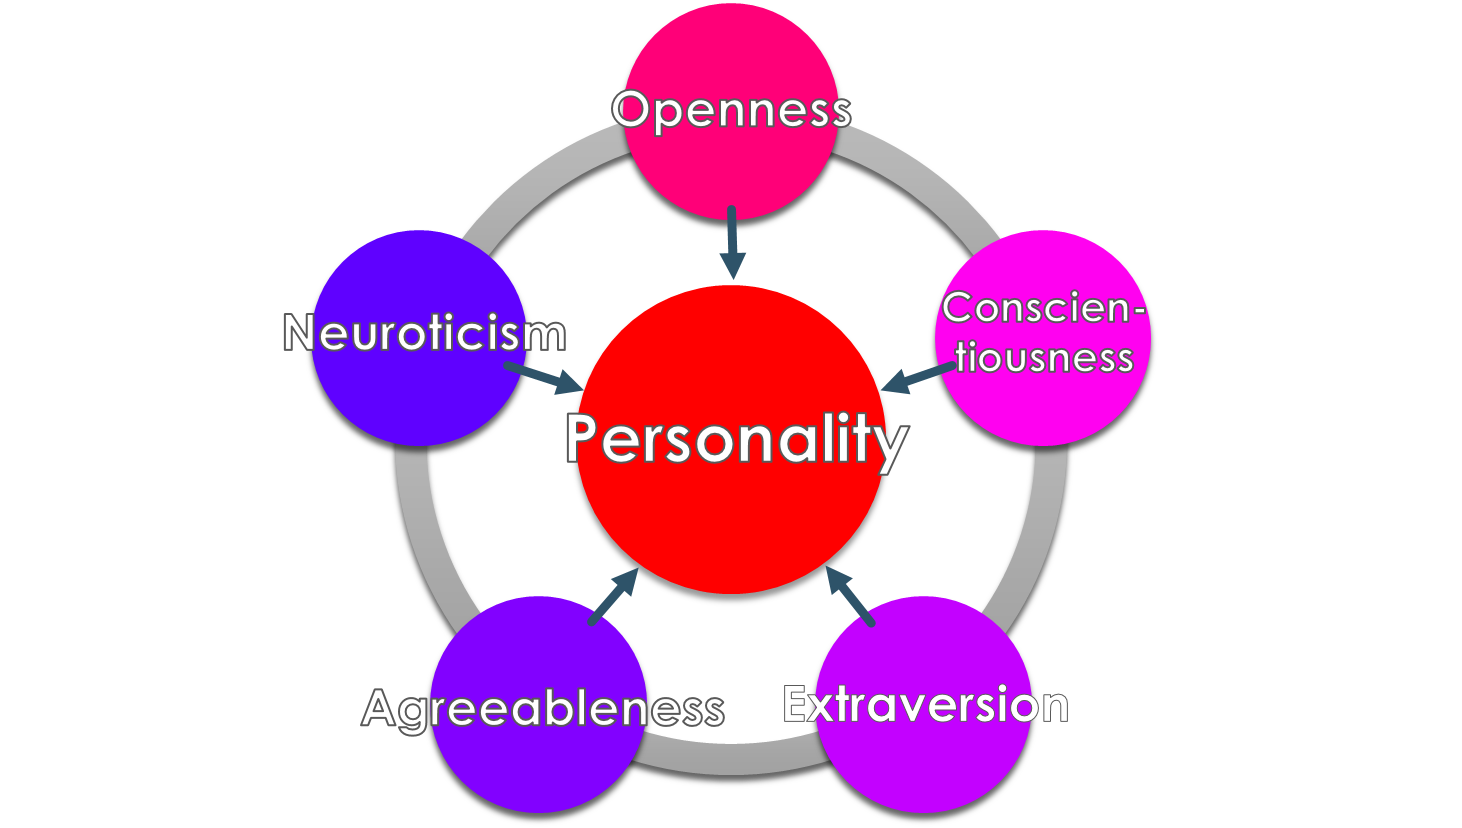 Openness
Conscien-
tiousness
Neuroticism
Personality
Agreeableness
Extraversion